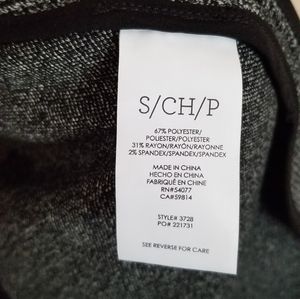 S/CH/P
67% POLYESTER/
POLIESTER/POLYESTER
31% RAYON/RAYÓN/RAYONNE
2% SPANDEX/SPANDEX/SPANDEX
MADE IN CHINA
HECHO EN CHINA
FABRIQUÉ EN CHINE
RN#54077
CA#59814
STYLE# 3728
PO# 221731
SEE REVERSE FOR CARE